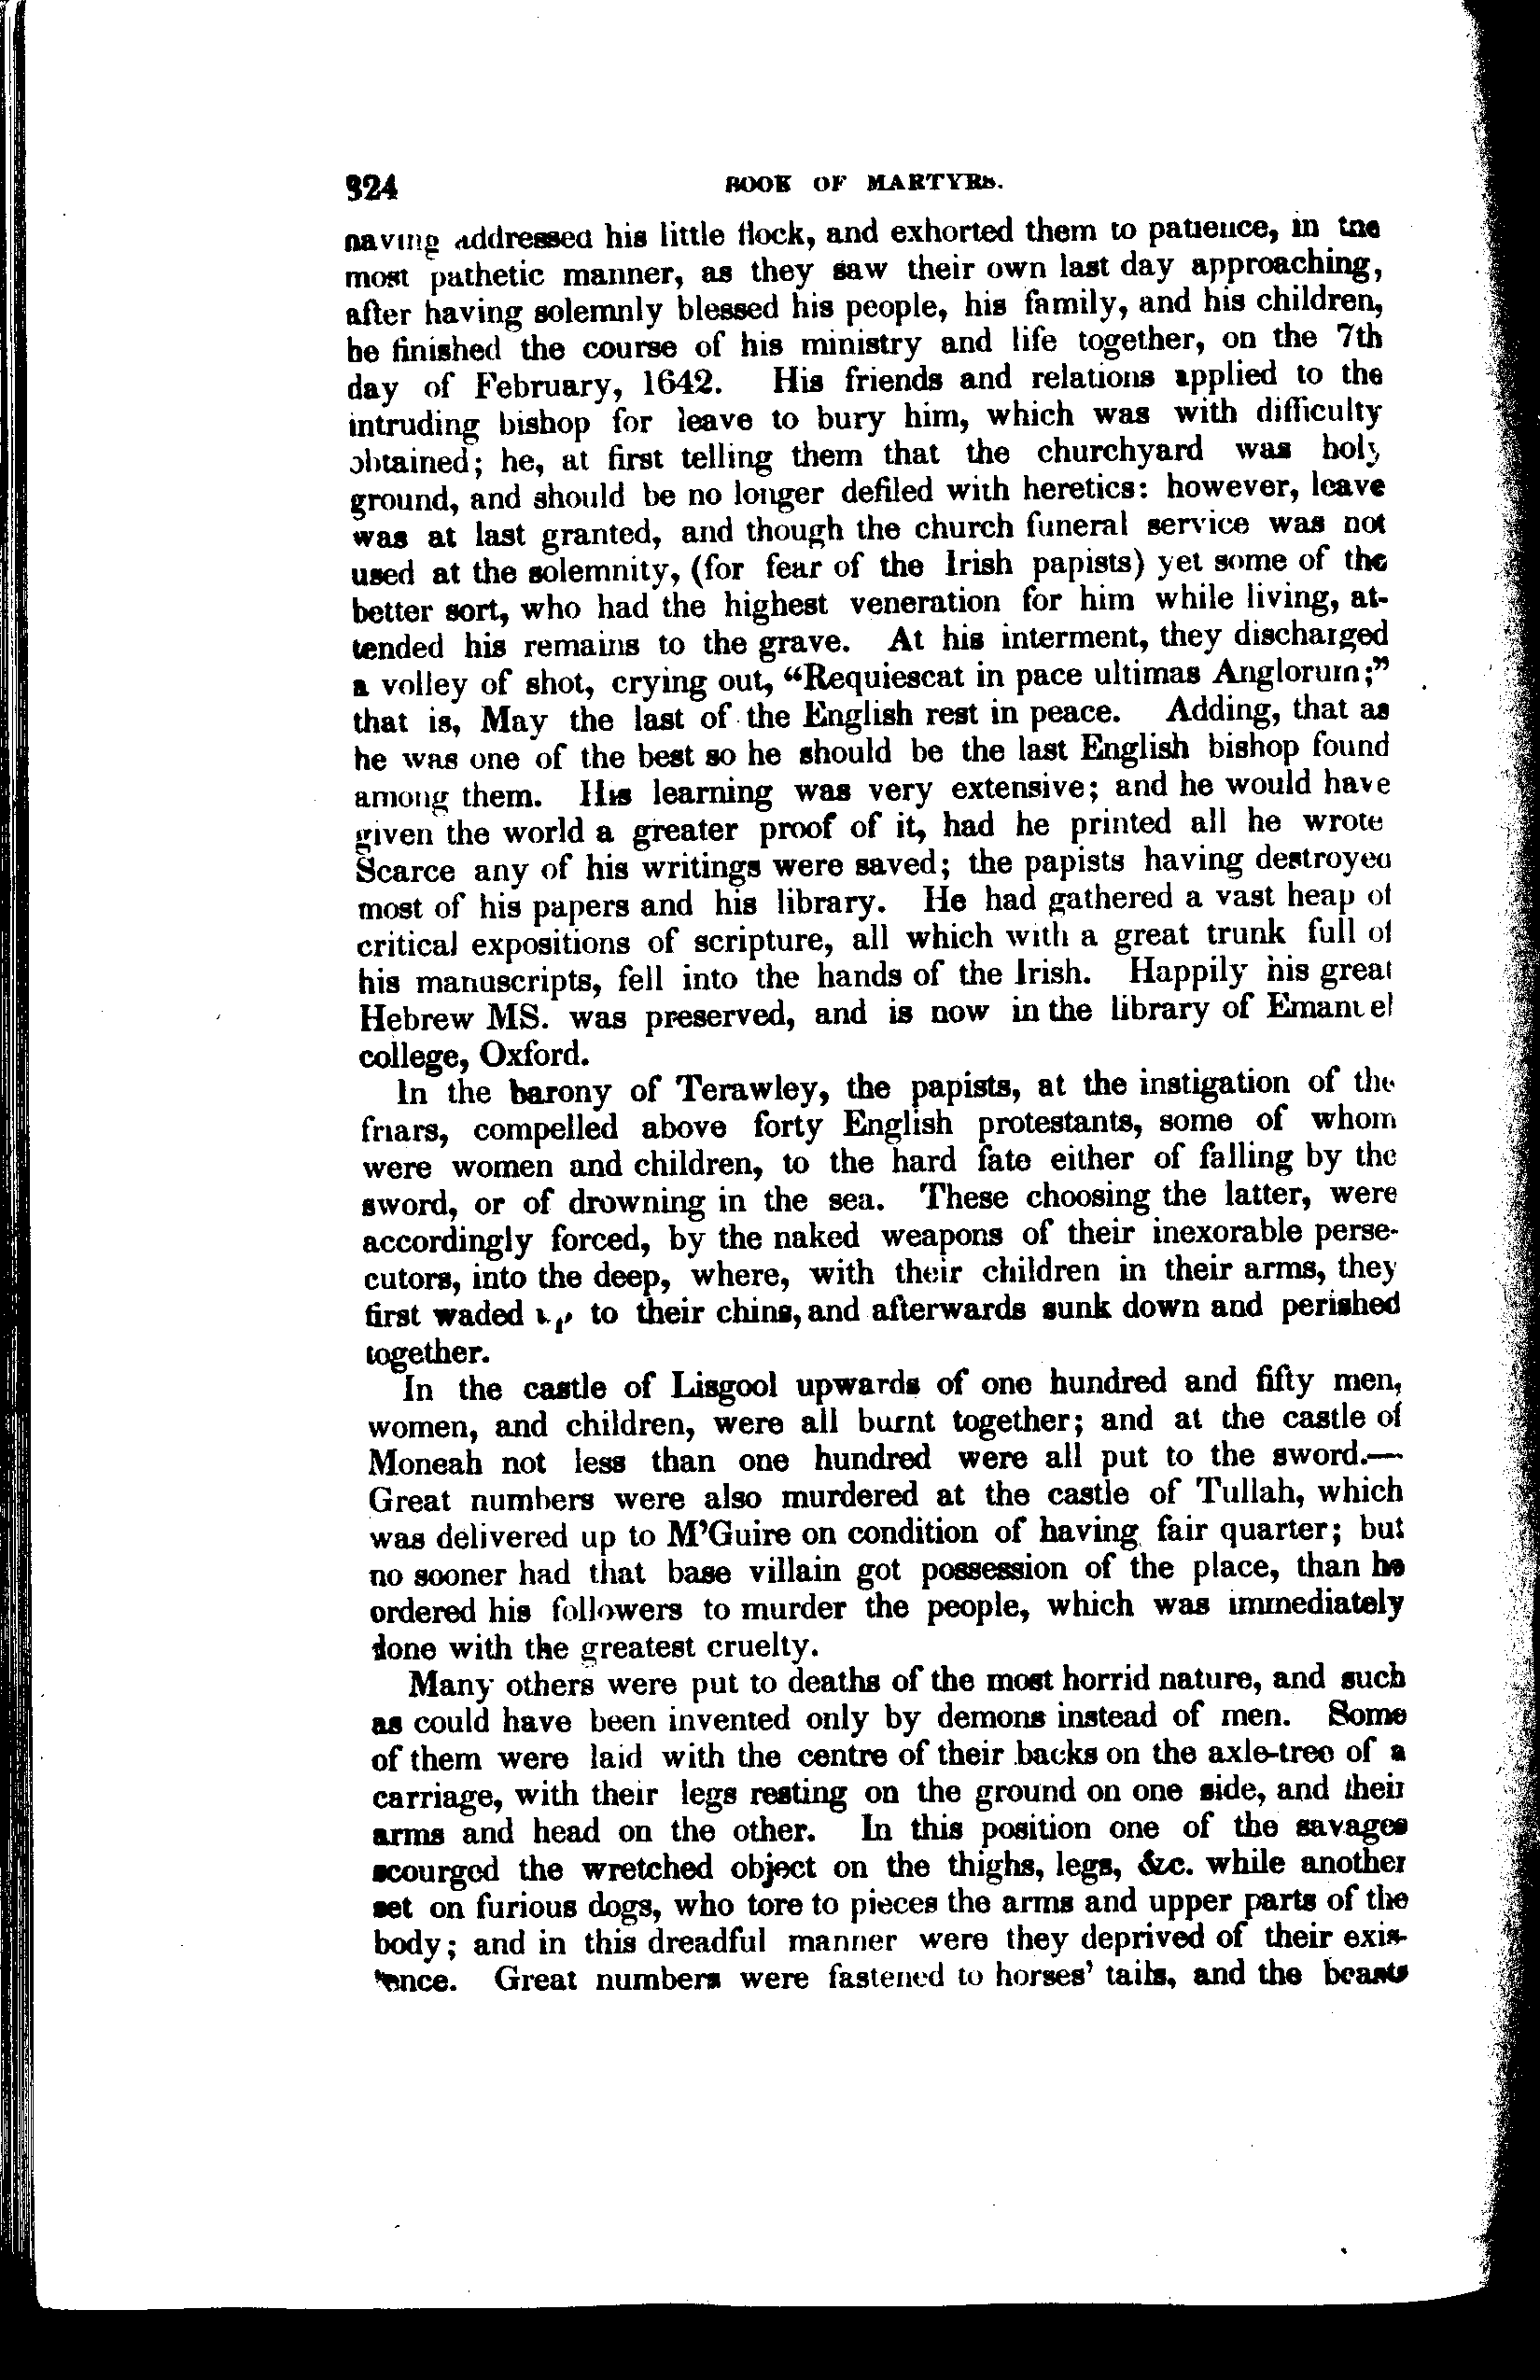 324 BOOK OF MARTYRS.
having addressed his little flock, and exhorted them to patience, in the
most pathetic manner, as they saw their own last day approaching,
after having solemnly blessed his people, his family, and his children,
he finished the course of his ministry and life together, on the 7th
day of February, 1642. His friends and relations applied to the
intruding bishop for leave to bury him, which was with difficulty
obtained; he, at first telling them that the churchyard was holy
ground, and should be no longer defiled with heretics: however, leave
was at last granted, and though the church funeral service was not
used at the solemnity, (for fear of the Irish papists) yet some of the
better sort, who had the highest veneration for him while living, at-
tended his remains to the grave. At his interment, they discharged
a volley of shot, crying out, “Requiescat in pace ultimas Anglorum;”
that is, May the last of the English rest in peace. Adding, that as
he was one of the best so he should be the last English bishop found
among them. His learning was very extensive; and he would have
given the world a greater proof of it, had he printed all he wrote
Scarce any of his writings were saved; the papists having destroyed
most of his papers and his library. He had gathered a vast heap of
critical expositions of scripture, all which with a great trunk full of
his manuscripts, fell into the hands of the Irish. Happily his great
Hebrew MS. was preserved, and is now in the library of Emanuel
college, Oxford.
In the barony of Terawley, the papists, at the instigation of the
friars, compelled above forty English protestants, some of whom
were women and children, to the hard fate either of falling by the
sword, or of drowning in the sea. These choosing the latter, were
accordingly forced, by the naked weapons of their inexorable perse-
cutors, into the deep, where, with their children in their arms, they
first waded up to their chins, and afterwards sunk down and perished
together.
In the castle of Lisgool upwards of one hundred and fifty men,
women, and children, were all burnt together; and at the castle of
Moneah not less than one hundred were all put to the sword.—
Great numbers were also murdered at the castle of Tullah, which
was delivered up to M’Guire on condition of having fair quarter; but
no sooner had that base villain got possession of the place, than he
ordered his followers to murder the people, which was immediately
done with the greatest cruelty.
Many others were put to deaths of the most horrid nature, and such
as could have been invented only by demons instead of men. Some
of them were laid with the centre of their backs on the axle-tree of a
carriage, with their legs resting on the ground on one side, and their
arms and head on the other. In this position one of the savages
scourged the wretched object on the thighs, legs, &c. while another
set on furious dogs, who tore to pieces the arms and upper parts of the
body; and in this dreadful manner were they deprived of their exis-
tence. Great numbers were fastened to horses’ tails, and the beasts